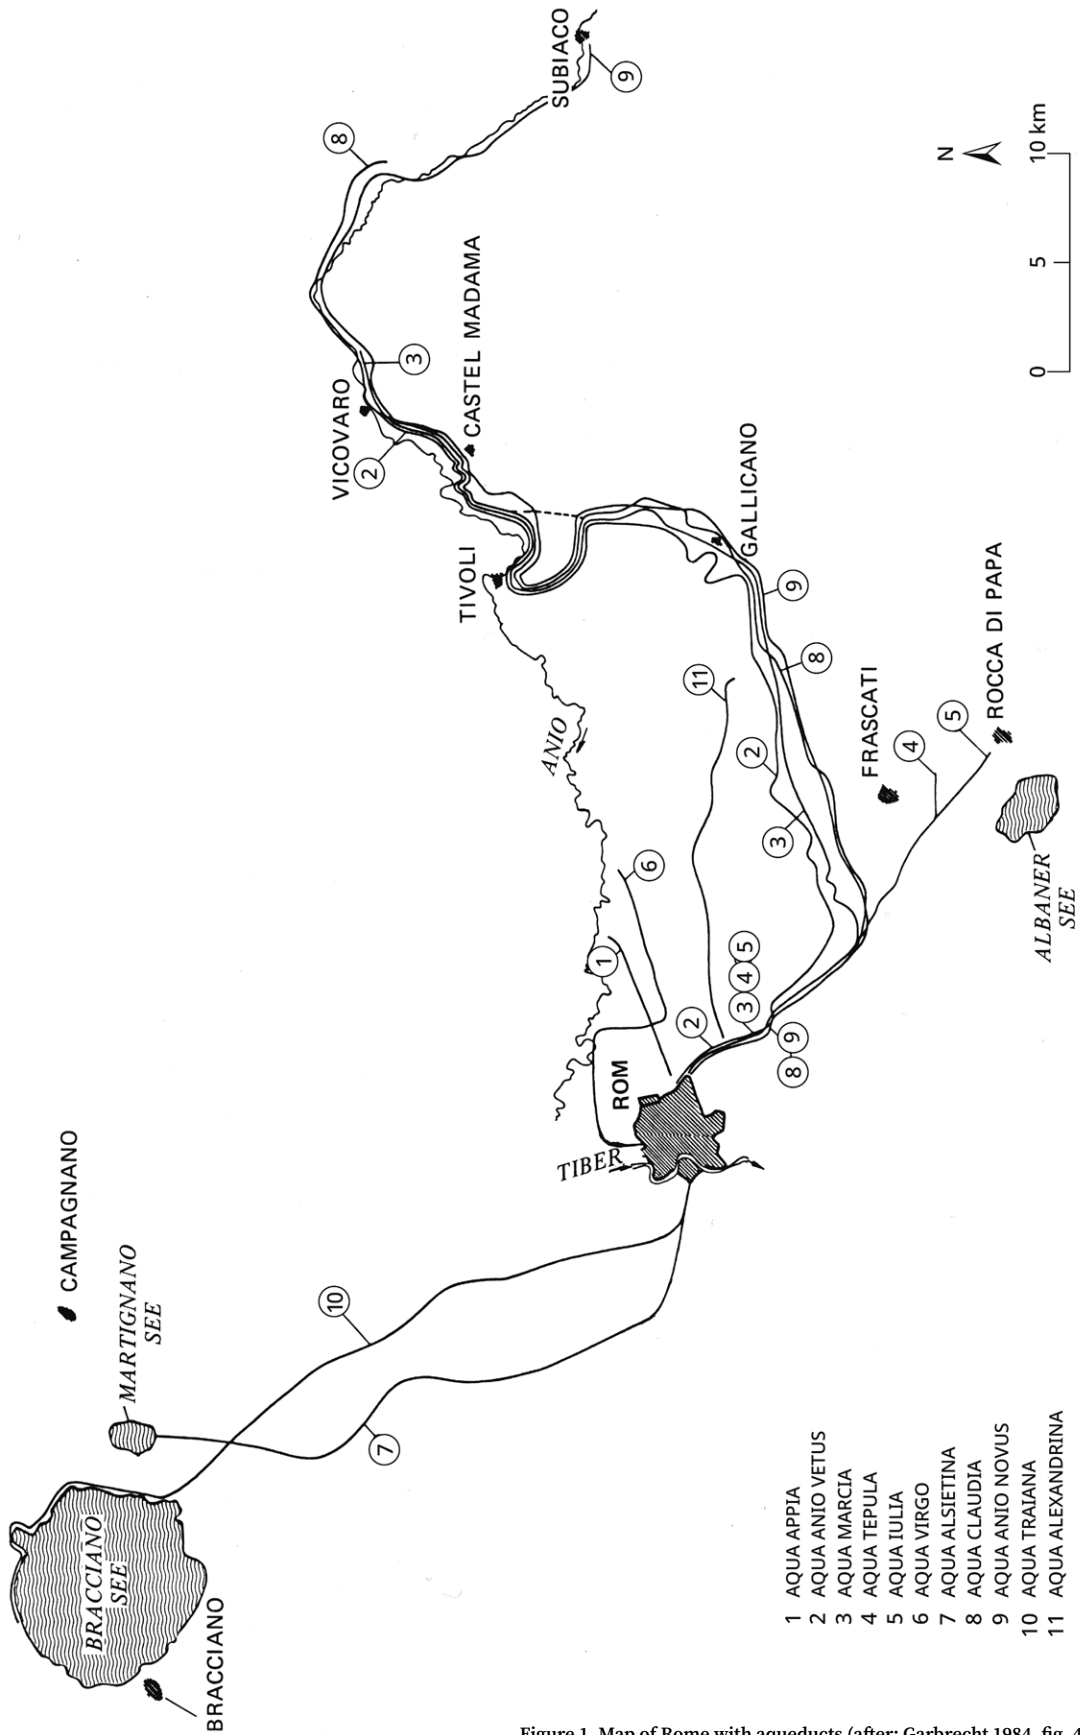 CAMPAGNANO
MARTIGNANO
SEE
BRACCIANO
SEE
BRACCIANO
10
7
TIBER
ROM
1
6
2
3 4 5
8 9
ANIO
11
2
3
8
9
TIVOLI
VICOVARO
2
3
8
CASTEL MADAMA
SUBIACO
9
GALLICANO
FRASCATI
4
5
ROCCA DI PAPA
ALBANER
SEE
N
0 5 10 km
1 AQUA APPIA
2 AQUA ANIO VETUS
3 AQUA MARCIA
4 AQUA TEPULA
5 AQUA IULIA
6 AQUA VIRGO
7 AQUA ALSIETINA
8 AQUA CLAUDIA
9 AQUA ANIO NOVUS
10 AQUA TRAIANA
11 AQUA ALEXANDRINA
Figure 1. Map of Rome with aqueducts (after: Garbrecht 1984, fig. 4